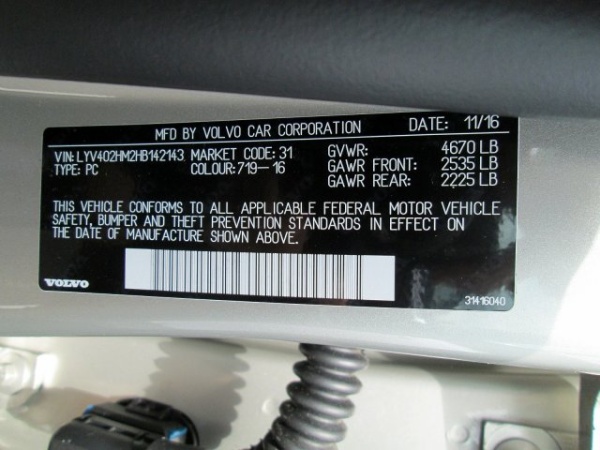 MFD BY VOLVO CAR CORPORATION DATE: 11/16
VIN: LYV402HM2HB142143 MARKET CODE: 31 GVWR: 4670 LB
TYPE: PC COLOUR: 719-16 GAWR FRONT: 2535 LB
GAWR REAR: 2225 LB
THIS VEHICLE CONFORMS TO ALL APPLICABLE FEDERAL MOTOR VEHICLE
SAFETY, BUMPER AND THEFT PREVENTION STANDARDS IN EFFECT ON
THE DATE OF MANUFACTURE SHOWN ABOVE.
VOLVO 31416040